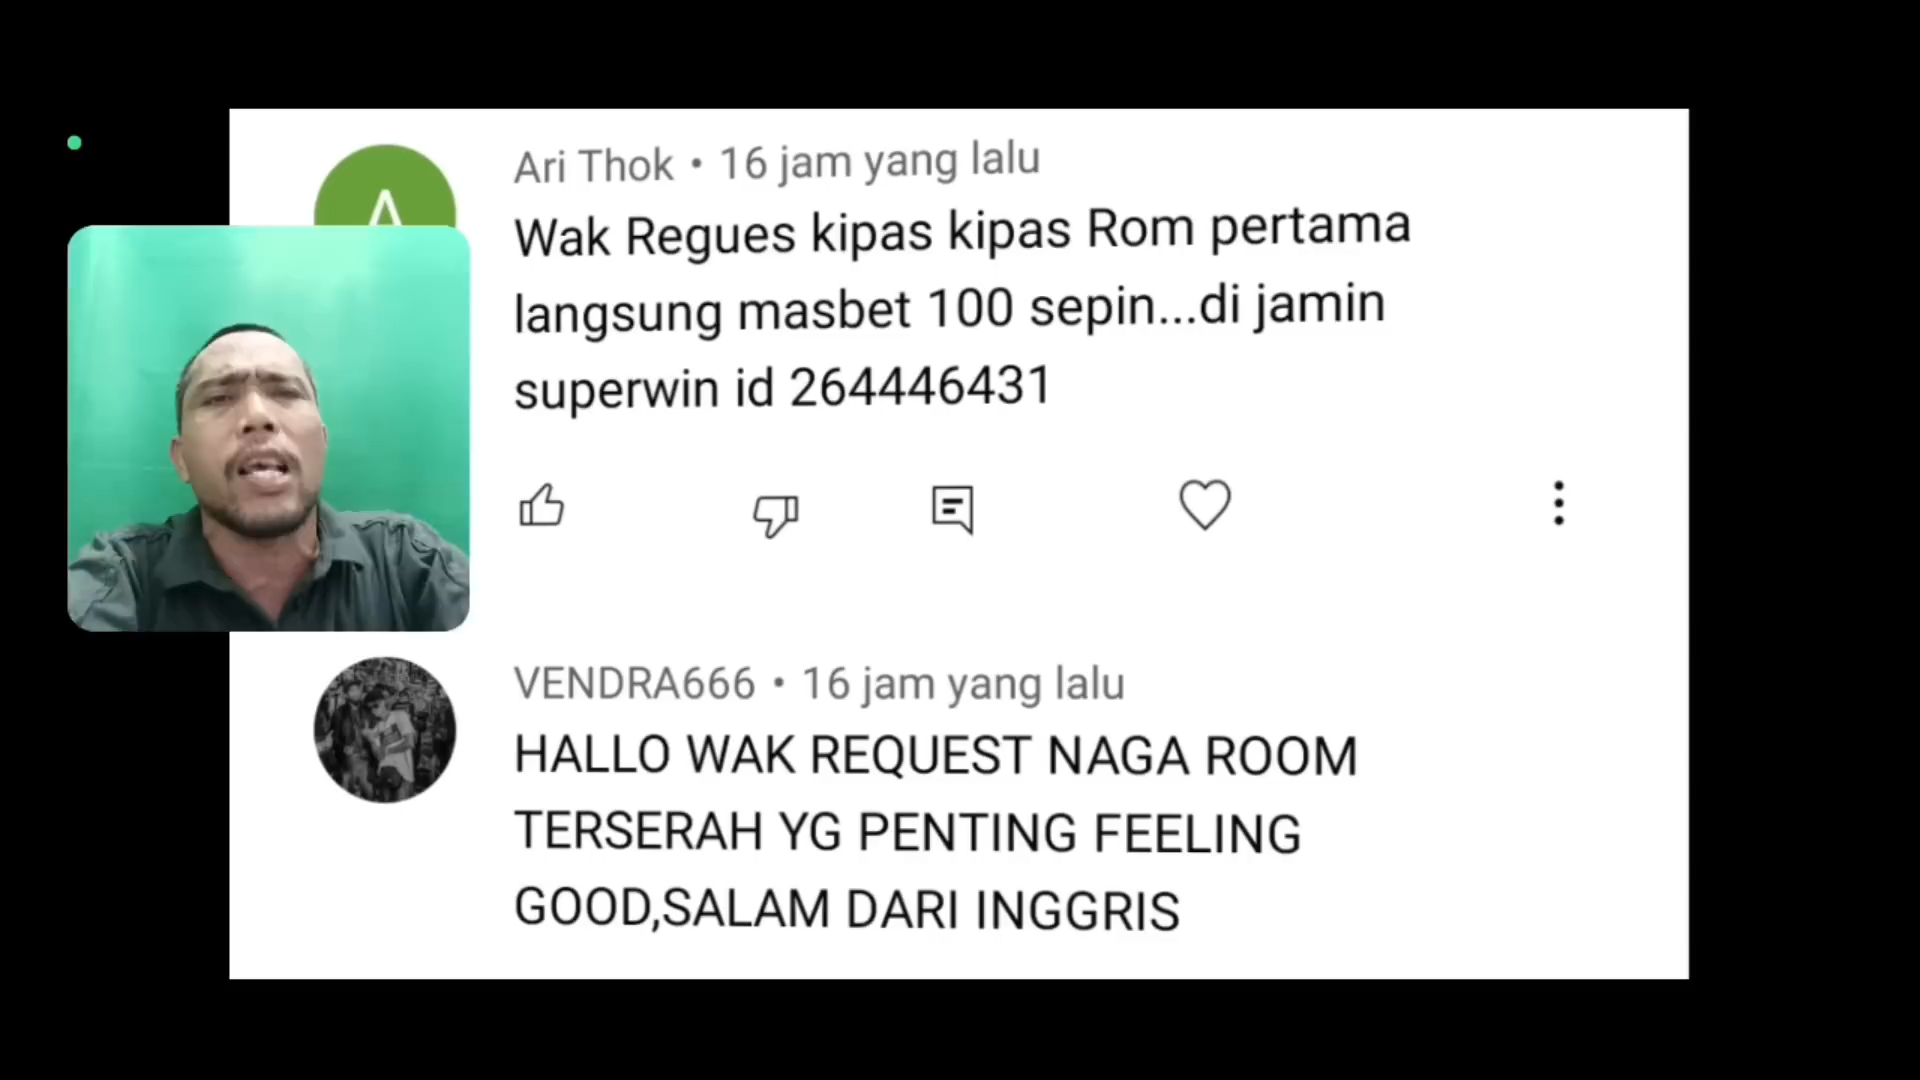 A
Ari Thok • 16 jam yang lalu
Wak Regues kipas kipas Rom pertama
langsung masbet 100 sepin...di jamin
superwin id 264446431
VENDRA666 • 16 jam yang lalu
HALLO WAK REQUEST NAGA ROOM
TERSERAH YG PENTING FEELING
GOOD,SALAM DARI INGGRIS